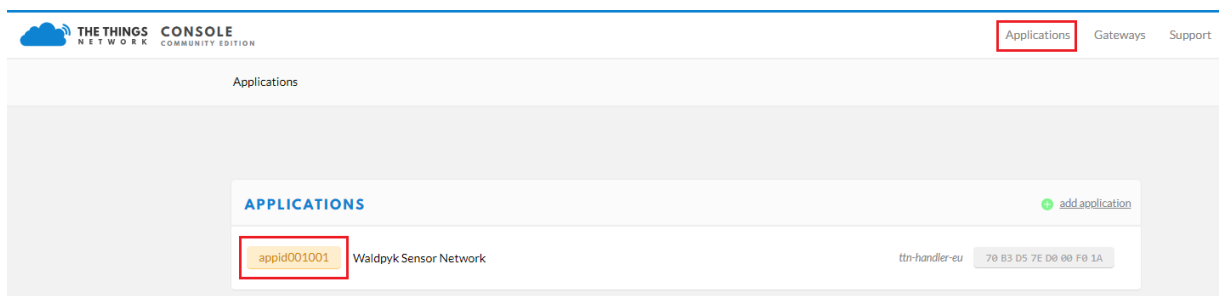 THE THINGS CONSOLE
NETWORK COMMUNITY EDITION
Applications Gateways Support
Applications
APPLICATIONS
add application
appid001001 Waldpyk Sensor Network ttn-handler-eu 70 B3 D5 7E D0 00 F0 1A